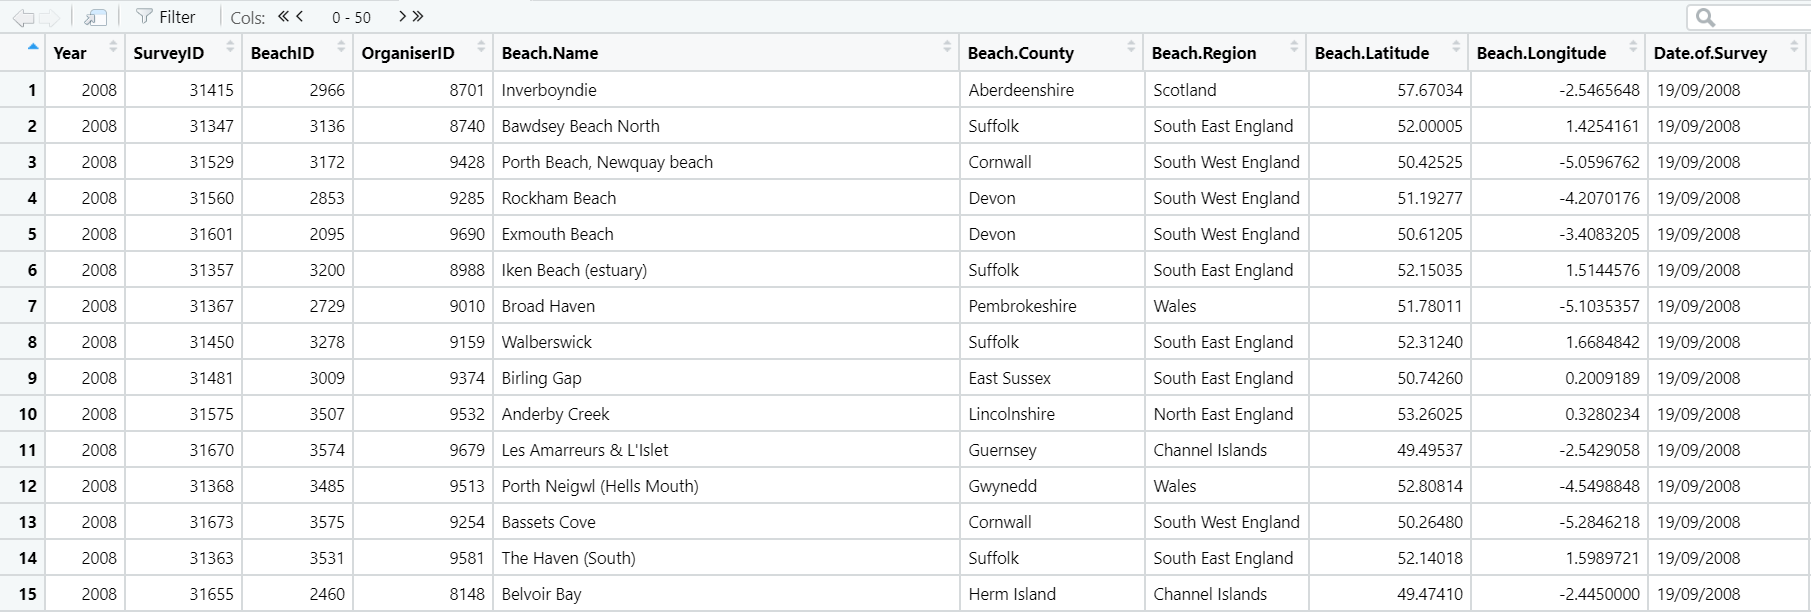 Filter Cols: « < 0 - 50 > »
Year SurveyID BeachID OrganiserID Beach.Name Beach.County Beach.Region Beach.Latitude Beach.Longitude Date.of.Survey
1 2008 31415 2966 8701 Inverboyndie Aberdeenshire Scotland 57.67034 -2.5465648 19/09/2008
2 2008 31347 3136 8740 Bawdsey Beach North Suffolk South East England 52.00005 1.4254161 19/09/2008
3 2008 31529 3172 9428 Porth Beach, Newquay beach Cornwall South West England 50.42525 -5.0596762 19/09/2008
4 2008 31560 2853 9285 Rockham Beach Devon South West England 51.19277 -4.2070176 19/09/2008
5 2008 31601 2095 9690 Exmouth Beach Devon South West England 50.61205 -3.4083205 19/09/2008
6 2008 31357 3200 8988 Iken Beach (estuary) Suffolk South East England 52.15035 1.5144576 19/09/2008
7 2008 31367 2729 9010 Broad Haven Pembrokeshire Wales 51.78011 -5.1035357 19/09/2008
8 2008 31450 3278 9159 Walberswick Suffolk South East England 52.31240 1.6684842 19/09/2008
9 2008 31481 3009 9374 Birling Gap East Sussex South East England 50.74260 0.2009189 19/09/2008
10 2008 31575 3507 9532 Anderby Creek Lincolnshire North East England 53.26025 0.3280234 19/09/2008
11 2008 31670 3574 9679 Les Amarreurs & L'Islet Guernsey Channel Islands 49.49537 -2.5429058 19/09/2008
12 2008 31368 3485 9513 Porth Neigwl (Hells Mouth) Gwynedd Wales 52.80814 -4.5498848 19/09/2008
13 2008 31673 3575 9254 Bassets Cove Cornwall South West England 50.26480 -5.2846218 19/09/2008
14 2008 31363 3531 9581 The Haven (South) Suffolk South East England 52.14018 1.5989721 19/09/2008
15 2008 31655 2460 8148 Belvoir Bay Herm Island Channel Islands 49.47410 -2.4450000 19/09/2008